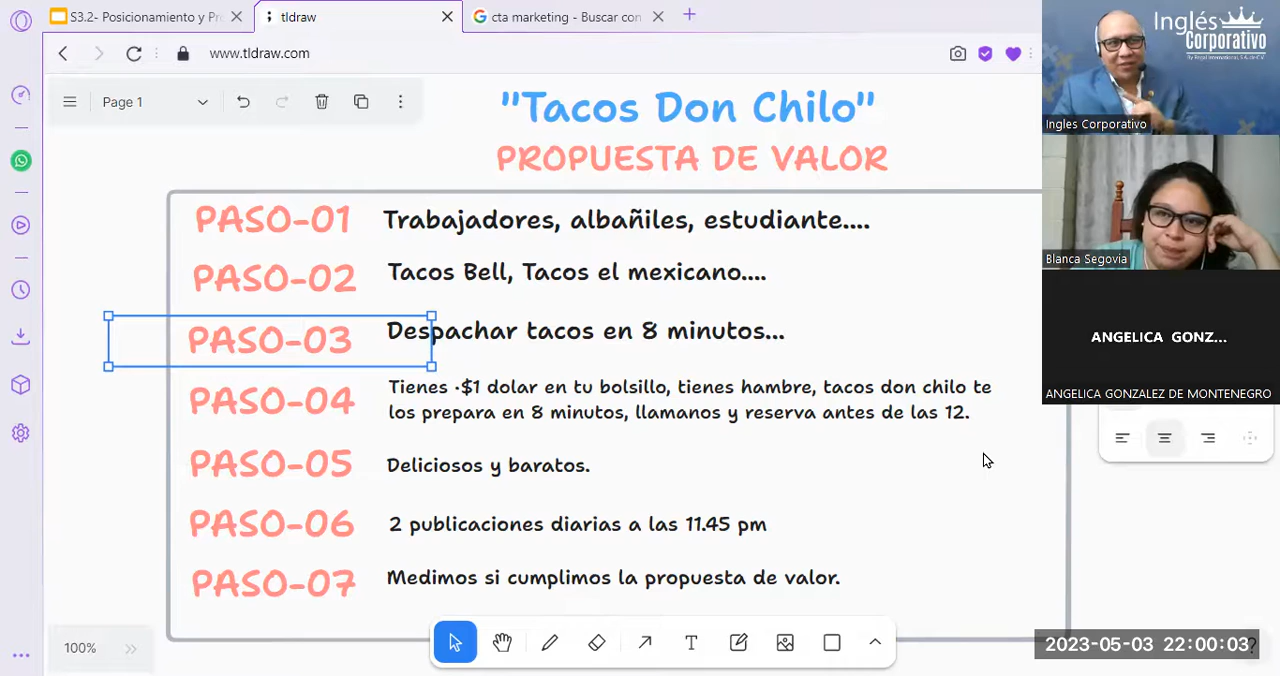 S3.2- Posicionamiento y Pr
tldraw
cta marketing - Buscar con
www.tldraw.com
Page 1
"Tacos Don Chilo"
PROPUESTA DE VALOR
PASO-01 Trabajadores, albañiles, estudiante....
PASO-02 Tacos Bell, Tacos el mexicano....
PASO-03 Despachar tacos en 8 minutos...
PASO-04 Tienes ·$1 dolar en tu bolsillo, tienes hambre, tacos don chilo te
los prepara en 8 minutos, llamanos y reserva antes de las 12.
PASO-05 Deliciosos y baratos.
PASO-06 2 publicaciones diarias a las 11.45 pm
PASO-07 Medimos si cumplimos la propuesta de valor.
100%
Inglés
Corporativo
Ingles Corporativo
Blanca Segovia
ANGELICA GONZ...
ANGELICA GONZALEZ DE MONTENEGRO
2023-05-03 22:00:03